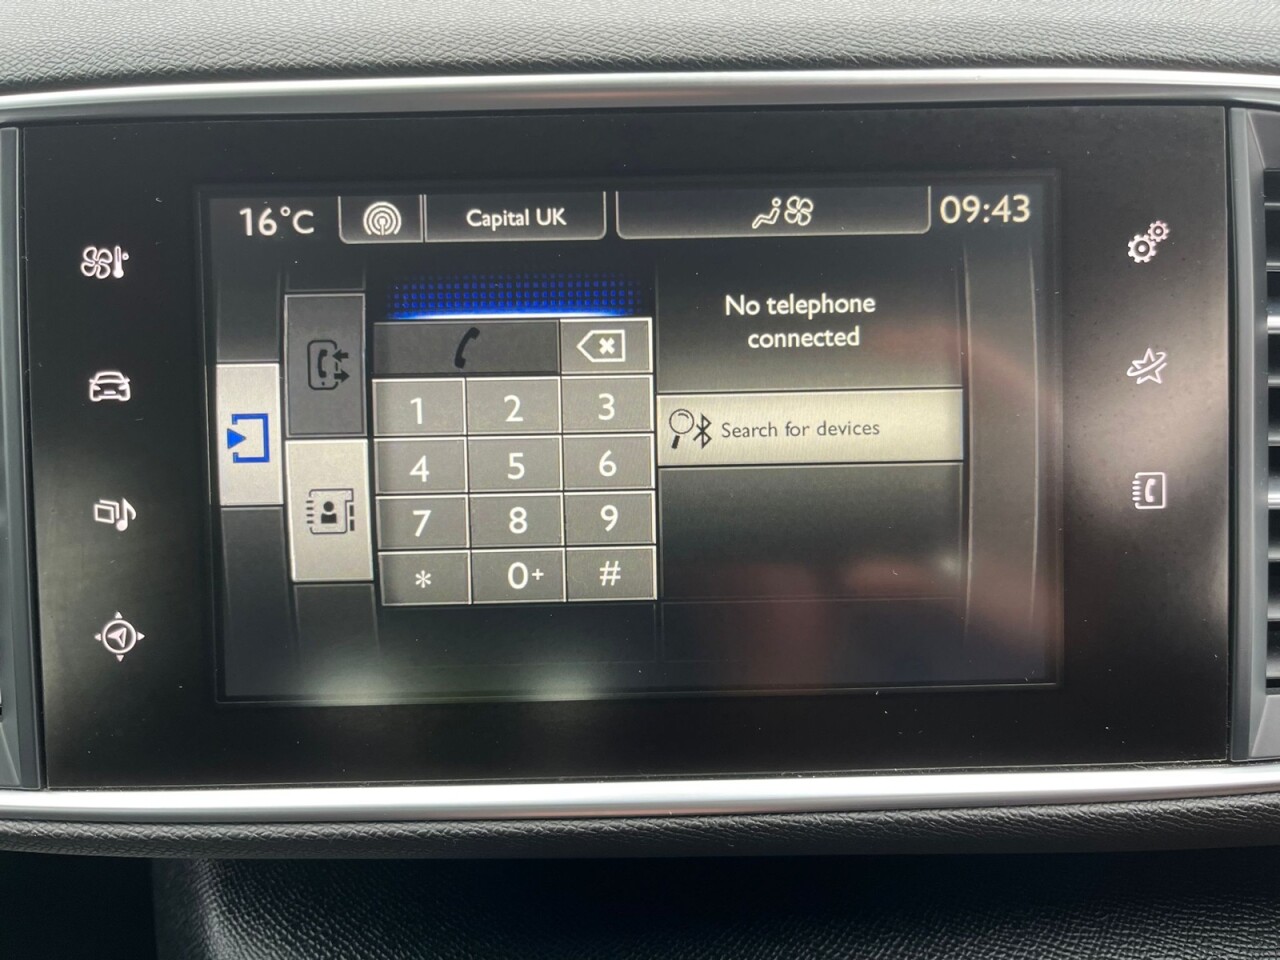 16°C
Capital UK
09:43
No telephone
connected
Search for devices
1 2 3
4 5 6
7 8 9
* 0+ #